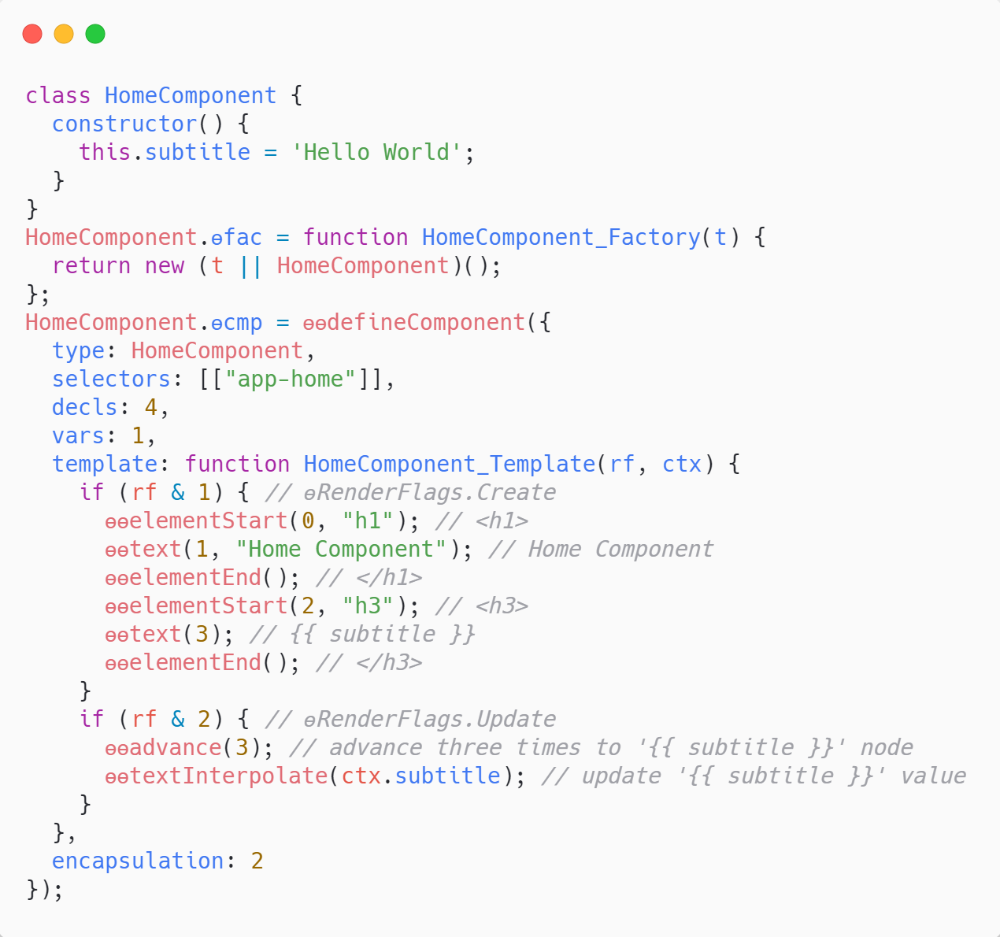 class HomeComponent {
  constructor() {
    this.subtitle = 'Hello World';
  }
}
HomeComponent.ɵfac = function HomeComponent_Factory(t) {
  return new (t || HomeComponent)();
};
HomeComponent.ɵcmp = ɵɵdefineComponent({
  type: HomeComponent,
  selectors: [["app-home"]],
  decls: 4,
  vars: 1,
  template: function HomeComponent_Template(rf, ctx) {
    if (rf & 1) { // ɵRenderFlags.Create
      ɵɵelementStart(0, "h1"); // <h1>
      ɵɵtext(1, "Home Component"); // Home Component
      ɵɵelementEnd(); // </h1>
      ɵɵelementStart(2, "h3"); // <h3>
      ɵɵtext(3); // {{ subtitle }}
      ɵɵelementEnd(); // </h3>
    }
    if (rf & 2) { // ɵRenderFlags.Update
      ɵɵadvance(3); // advance three times to '{{ subtitle }}' node
      ɵɵtextInterpolate(ctx.subtitle); // update '{{ subtitle }}' value
    }
  },
  encapsulation: 2
});